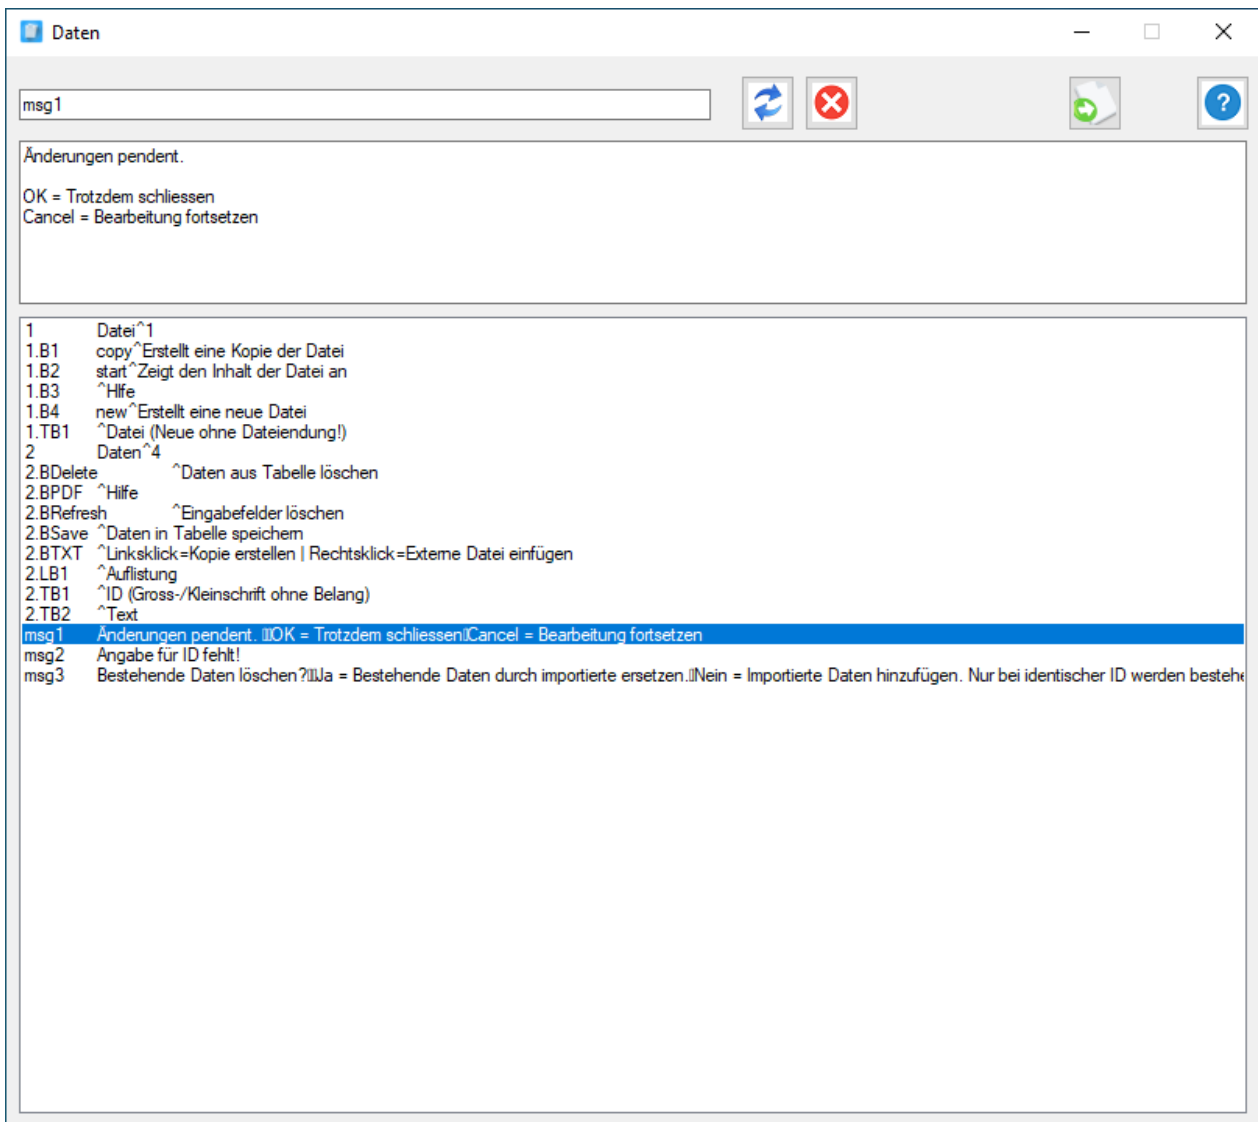 Daten
msg1
Änderungen pendent.
OK = Trotzdem schliessen
Cancel = Bearbeitung fortsetzen
1 Datei^1
1.B1 copy^Erstellt eine Kopie der Datei
1.B2 start^Zeigt den Inhalt der Datei an
1.B3 ^Hlfe
1.B4 new^Erstellt eine neue Datei
1.TB1 ^Datei (Neue ohne Dateiendung!)
2 Daten^4
2.BDelete ^Daten aus Tabelle löschen
2.BPDF ^Hilfe
2.BRefresh ^Eingabefelder löschen
2.BSave ^Daten in Tabelle speichern
2.BTXT ^Linksklick=Kopie erstellen | Rechtsklick=Externe Datei einfügen
2.LB1 ^Auflistung
2.TB1 ^ID (Gross-/Kleinschrift ohne Belang)
2.TB2 ^Text
msg1 Änderungen pendent. OK = Trotzdem schliessen Cancel = Bearbeitung fortsetzen
msg2 Angabe für ID fehlt!
msg3 Bestehende Daten löschen? Ja = Bestehende Daten durch importierte ersetzen. Nein = Importierte Daten hinzufügen. Nur bei identischer ID werden bestehe